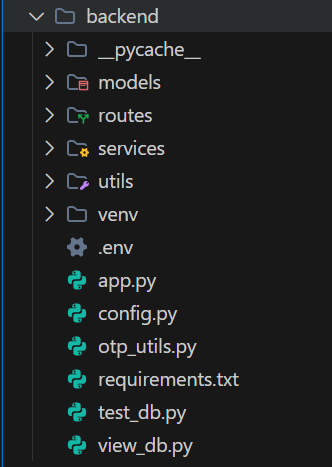 backend
__pycache__
models
routes
services
utils
venv
.env
app.py
config.py
otp_utils.py
requirements.txt
test_db.py
view_db.py